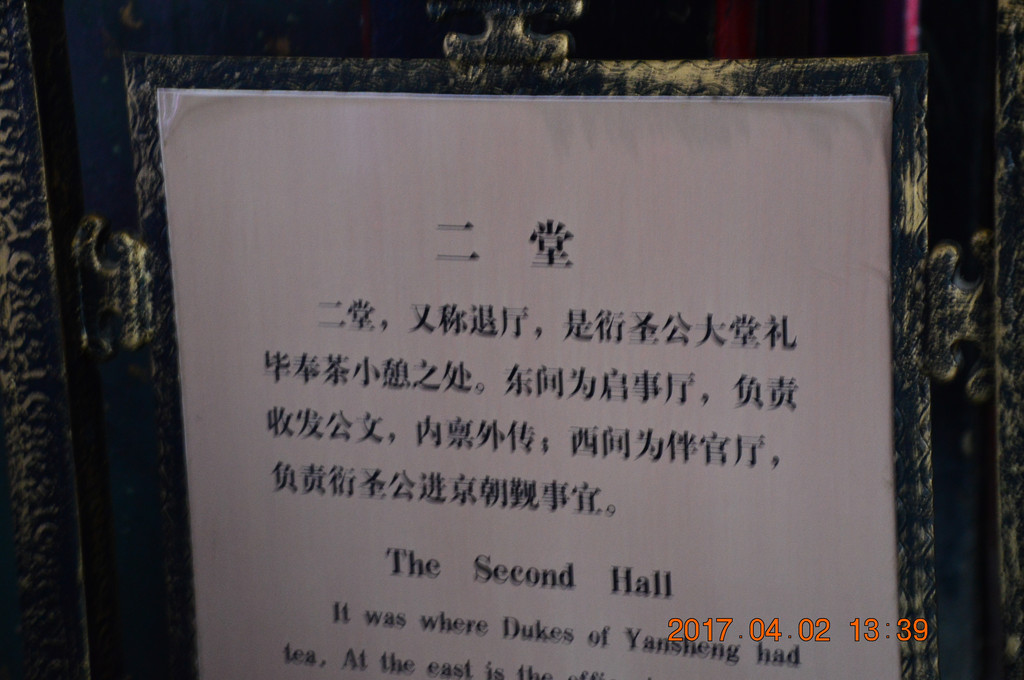 二 堂
二堂，又称退厅，是衍圣公大堂礼
毕奉茶小憩之处。东间为启事厅，负责
收发公文，内禀外传；西间为伴官厅，
负责衍圣公进京朝觐事宜。
The Second Hall
It was where Dukes of Yansheng had
tea. At the east is the
2017.04.02 13:39